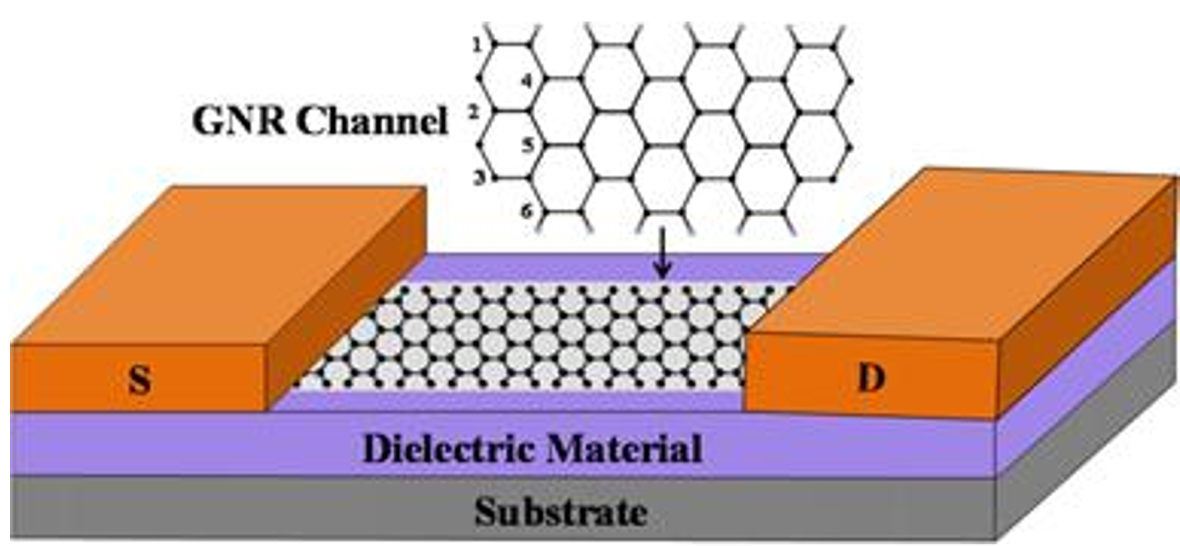 1
4
2
GNR Channel
5
3
6
S
D
Dielectric Material
Substrate